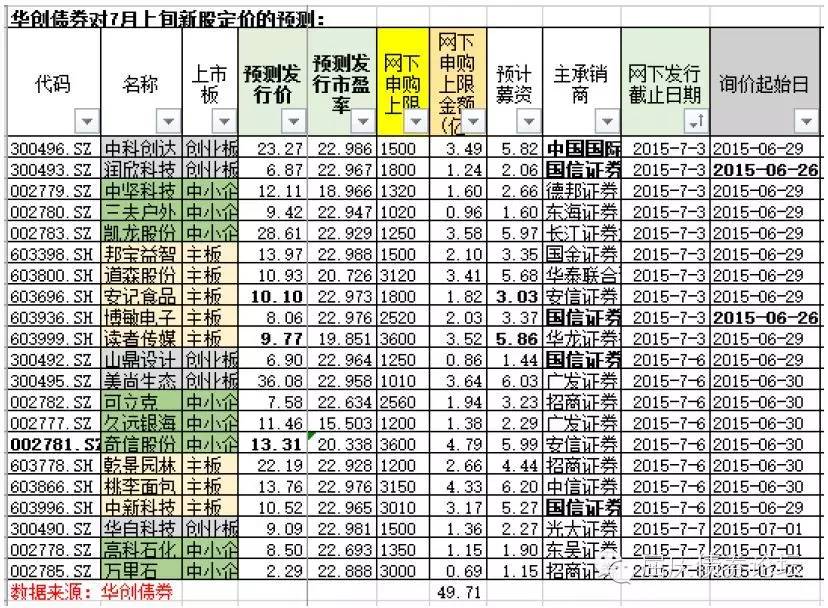 华创债券对7月上旬新股定价的预测：
代码 名称 上市板 预测发行价 预测发行市盈率 网下申购上限 网下申购上限金额(亿 预计募资 主承销商 网下发行截止日期 询价起始日
300496.SZ 中科创达 创业板 23.27 22.986 1500 3.49 5.82 中国国际 2015-7-3 2015-06-29
300493.SZ 润欣科技 创业板 6.87 22.967 1800 1.24 2.06 国信证券 2015-7-3 2015-06-26
002779.SZ 中坚科技 中小企 12.11 18.966 1320 1.60 2.66 德邦证券 2015-7-3 2015-06-29
002780.SZ 三夫户外 中小企 9.42 22.947 1020 0.96 1.60 东海证券 2015-7-3 2015-06-29
002783.SZ 凯龙股份 中小企 28.61 22.929 1250 3.58 5.97 长江证券 2015-7-3 2015-06-29
603398.SH 邦宝益智 主板 13.97 22.988 1500 2.10 3.35 国金证券 2015-7-3 2015-06-29
603800.SH 道森股份 主板 10.93 20.726 3120 3.41 5.68 华泰联合 2015-7-3 2015-06-29
603696.SH 安记食品 主板 10.10 22.973 1800 1.82 3.03 安信证券 2015-7-3 2015-06-29
603936.SH 博敏电子 主板 8.06 22.976 2520 2.03 3.37 国信证券 2015-7-3 2015-06-26
603999.SH 读者传媒 主板 9.77 19.851 3600 3.52 5.86 华龙证券 2015-7-3 2015-06-29
300492.SZ 山鼎设计 创业板 6.90 22.964 1250 0.86 1.44 国信证券 2015-7-6 2015-06-29
300495.SZ 美尚生态 创业板 36.08 22.958 1010 3.64 6.03 广发证券 2015-7-6 2015-06-30
002782.SZ 可立克 中小企 7.58 22.634 2560 1.94 3.23 招商证券 2015-7-6 2015-06-30
002777.SZ 久远银海 中小企 11.46 15.503 1200 1.38 2.29 广发证券 2015-7-6 2015-06-30
002781.SZ 奇信股份 中小企 13.31 20.338 3600 4.79 5.99 安信证券 2015-7-6 2015-06-30
603778.SH 乾景园林 主板 22.19 22.928 1200 2.66 4.44 招商证券 2015-7-6 2015-06-30
603866.SH 桃李面包 主板 13.76 22.976 3150 4.33 6.20 中信证券 2015-7-6 2015-06-30
603996.SH 中新科技 主板 10.52 22.965 3010 3.17 5.27 国信证券 2015-7-6 2015-06-30
300490.SZ 华自科技 创业板 9.09 22.981 1500 1.36 2.27 光大证券 2015-7-7 2015-07-01
002778.SZ 高科石化 中小企 8.50 22.693 1350 1.15 1.90 东吴证券 2015-7-7 2015-07-01
002785.SZ 万里石 中小企 2.29 22.888 3000 0.69 1.15 招商证券 2015-7-8 2015-07-02
数据来源：华创债券 49.71